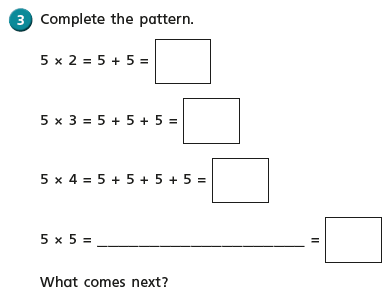 3 Complete the pattern.
5 × 2 = 5 + 5 =
5 × 3 = 5 + 5 + 5 =
5 × 4 = 5 + 5 + 5 + 5 =
5 × 5 = ____________________________ =
What comes next?